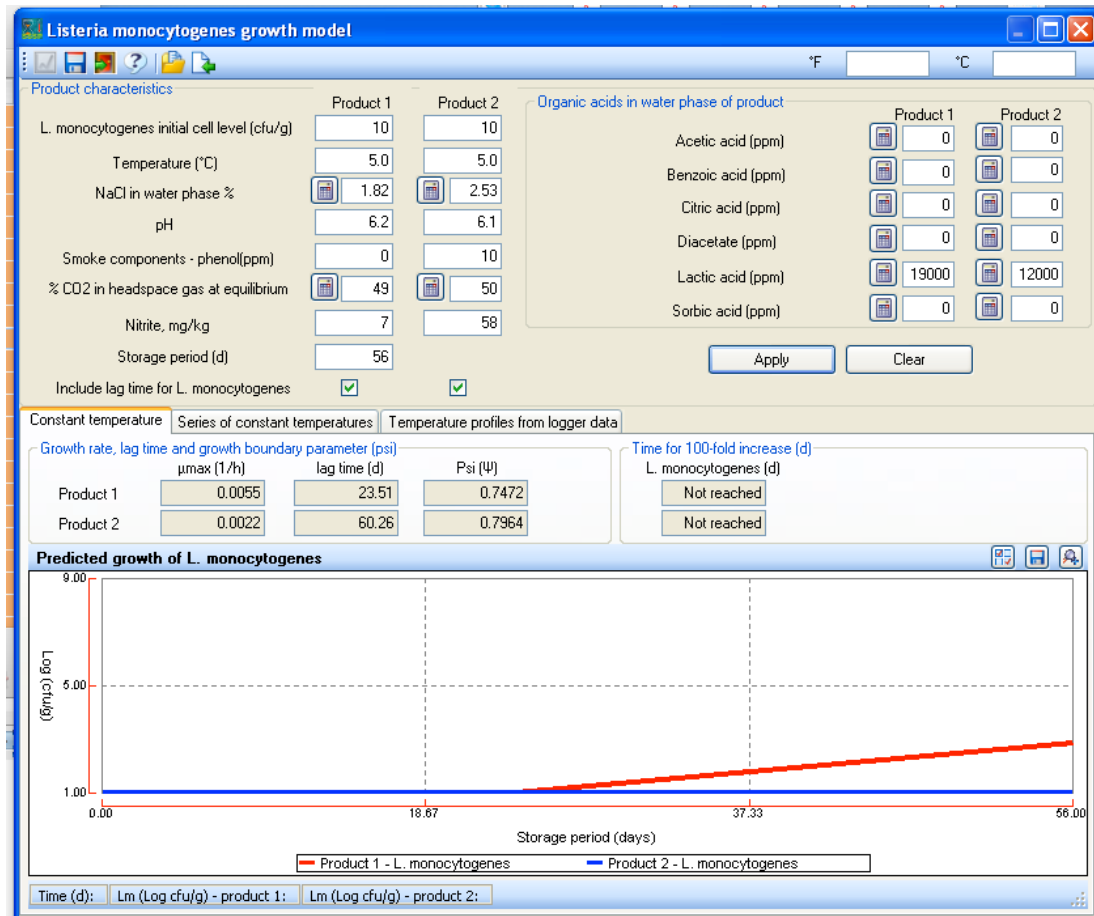 Listeria monocytogenes growth model
°F °C
Product characteristics
Product 1 Product 2
L. monocytogenes initial cell level (cfu/g) 10 10
Temperature (°C) 5.0 5.0
NaCl in water phase % 1.82 2.53
pH 6.2 6.1
Smoke components - phenol(ppm) 0 10
% CO2 in headspace gas at equilibrium 49 50
Nitrite, mg/kg 7 58
Storage period (d) 56
Include lag time for L. monocytogenes
Organic acids in water phase of product
Product 1 Product 2
Acetic acid (ppm) 0 0
Benzoic acid (ppm) 0 0
Citric acid (ppm) 0 0
Diacetate (ppm) 0 0
Lactic acid (ppm) 19000 12000
Sorbic acid (ppm) 0 0
Apply Clear
Constant temperature Series of constant temperatures Temperature profiles from logger data
Growth rate, lag time and growth boundary parameter (psi)
µmax (1/h) lag time (d) Psi (Ψ)
Product 1 0.0055 23.51 0.7472
Product 2 0.0022 60.26 0.7964
Time for 100-fold increase (d)
L. monocytogenes (d)
Not reached
Not reached
Predicted growth of L. monocytogenes
9.00
5.00
1.00
Log (cfu/g)
0.00 18.67 37.33 56.00
Storage period (days)
Product 1 - L. monocytogenes Product 2 - L. monocytogenes
Time (d): Lm (Log cfu/g) - product 1: Lm (Log cfu/g) - product 2: